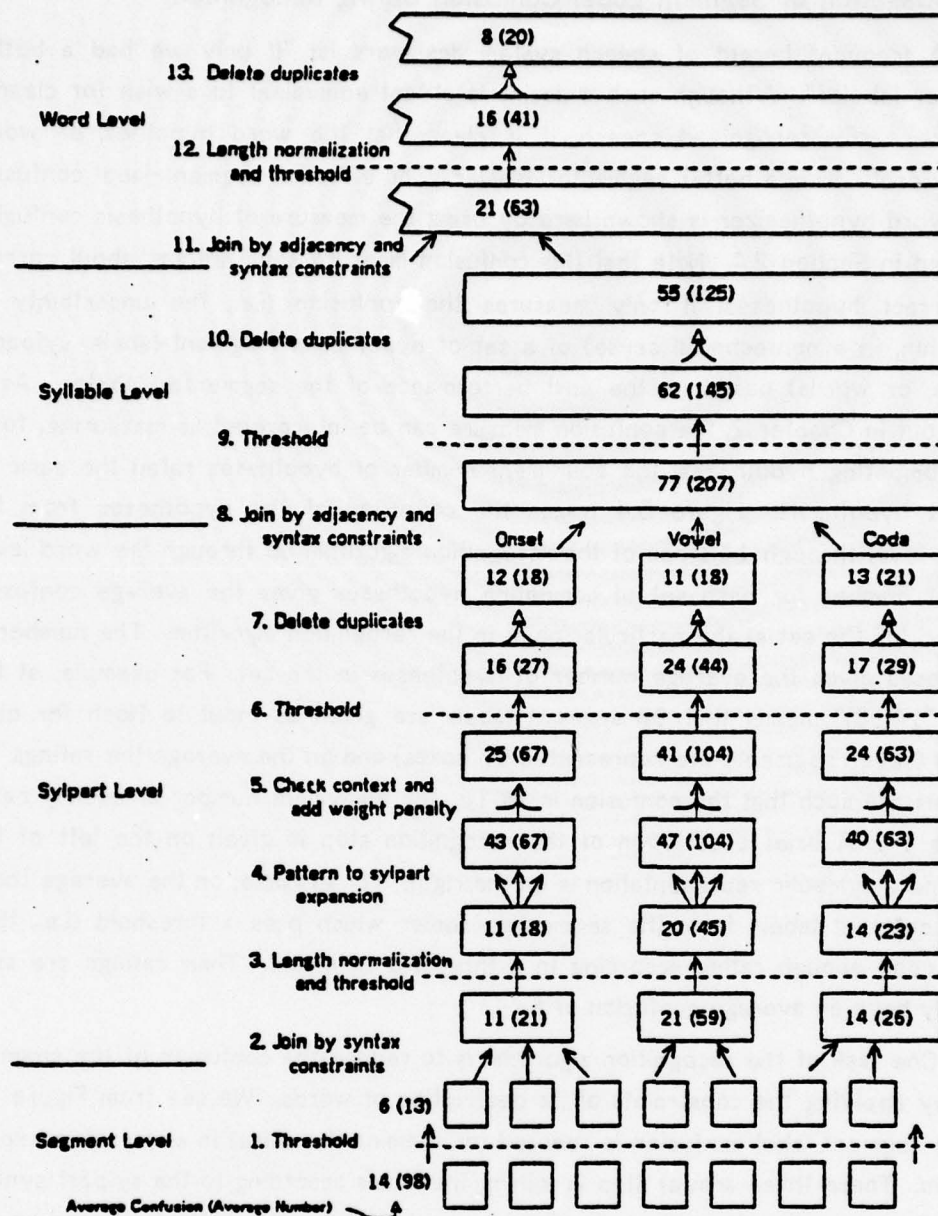 8 (20)
13. Delete duplicates
Word Level
16 (41)
12. Length normalization
and threshold
21 (63)
11. Join by adjacency and
syntax constraints
55 (125)
10. Delete duplicates
Syllable Level
62 (145)
9. Threshold
77 (207)
8. Join by adjacency and
syntax constraints
Onset Vowel Coda
12 (18) 11 (18) 13 (21)
7. Delete duplicates
16 (27) 24 (44) 17 (29)
6. Threshold
25 (67) 41 (104) 24 (63)
Sylpart Level
5. Check context and
add weight penalty
43 (67) 47 (104) 40 (63)
4. Pattern to sylpart
expansion
11 (18) 20 (45) 14 (23)
3. Length normalization
and threshold
11 (21) 21 (59) 14 (26)
2. Join by syntax
constraints
6 (13)
Segment Level
1. Threshold
14 (98)
Average Confusion (Average Number)